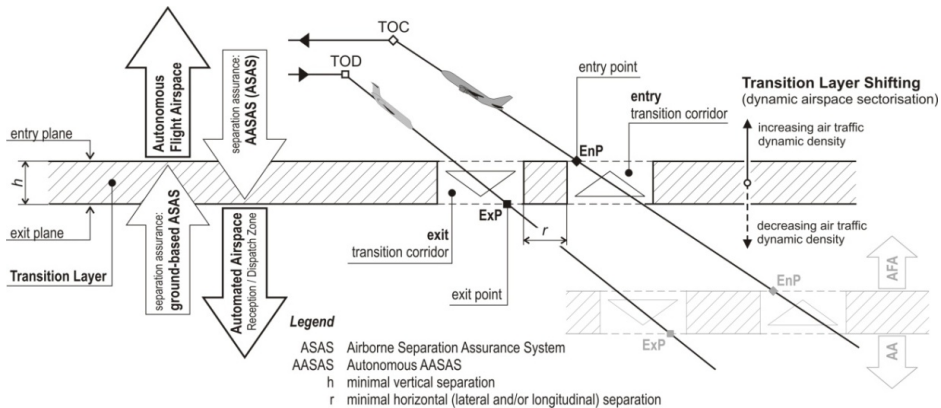 TOC
TOD
Autonomous
Flight Airspace
separation assurance:
AASAS (ASAS)
entry plane
h
exit plane
Transition Layer
separation assurance:
ground-based ASAS
Automated Airspace
Reception / Dispatch Zone
entry point
entry
transition corridor
EnP
ExP
exit
transition corridor
r
exit point
Transition Layer Shifting
(dynamic airspace sectorisation)
increasing air traffic
dynamic density
decreasing air traffic
dynamic density
EnP
ExP
AFA
AA
Legend
ASAS Airborne Separation Assurance System
AASAS Autonomous AASAS
h minimal vertical separation
r minimal horizontal (lateral and/or longitudinal) separation